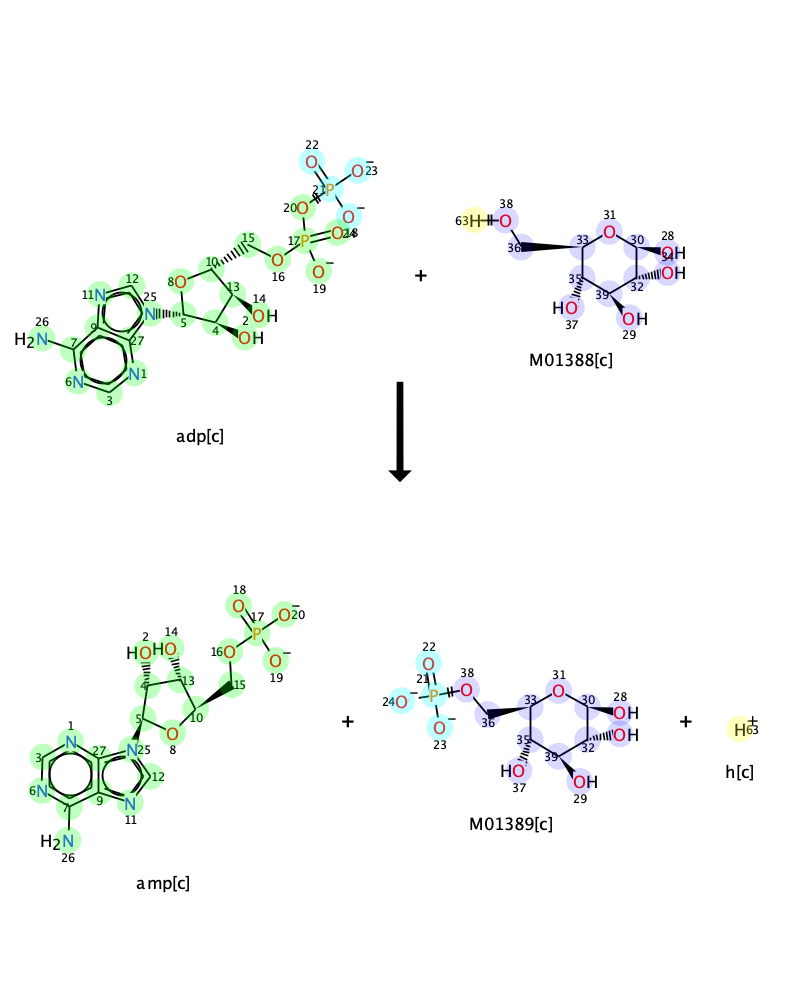 22
O
O⁻ 23
21
P
38
31
20 O
O⁻
63 H
O
O
15
17 P
O 18
36
33
30
28
OH
34
10
O
O⁻
35
32
OH
12
8 O
16
19
39
11 N
13
14
HO
OH
26
25
N
5
4
OH
2
37
29
H₂N
9
27
OH
7
M01388[c]
6 N
N 1
3
adp[c]
+
18
O
17
O⁻ 20
2
14
P
22
HO
HO
16 O
O⁻
O
38
31
19
21
O
O
28
4
13
15
24 O⁻
P
33
30
OH
5
10
O⁻
36
OH
1
O
23
35
32
N
N 25
8
HO
39
3
27
37
OH
6 N
9
12
29
7
N
11
H₂N
26
+
M01389[c]
+
H⁺ 63
h[c]
amp[c]